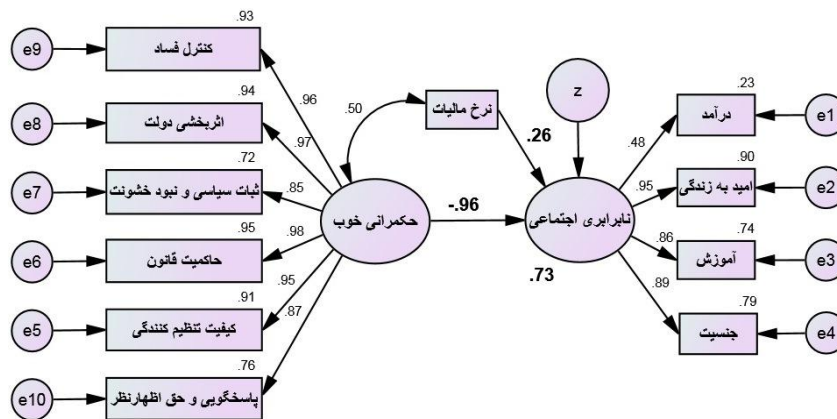 .93
e9
کنترل فساد
.96
.94
e8
اثربخشی دولت
.97
.72
e7
ثبات سیاسی و نبود خشونت
.85
.95
e6
حاکمیت قانون
.98
.91
e5
کیفیت تنظیم کنندگی
.95
.76
e10
پاسخگویی و حق اظهارنظر
.87
حکمرانی خوب
.50
نرخ مالیات
.26
-.96
z
نابرابری اجتماعی
.73
.23
درآمد
.48
e1
.90
امید به زندگی
.95
e2
.74
آموزش
.86
e3
.79
جنسیت
.89
e4